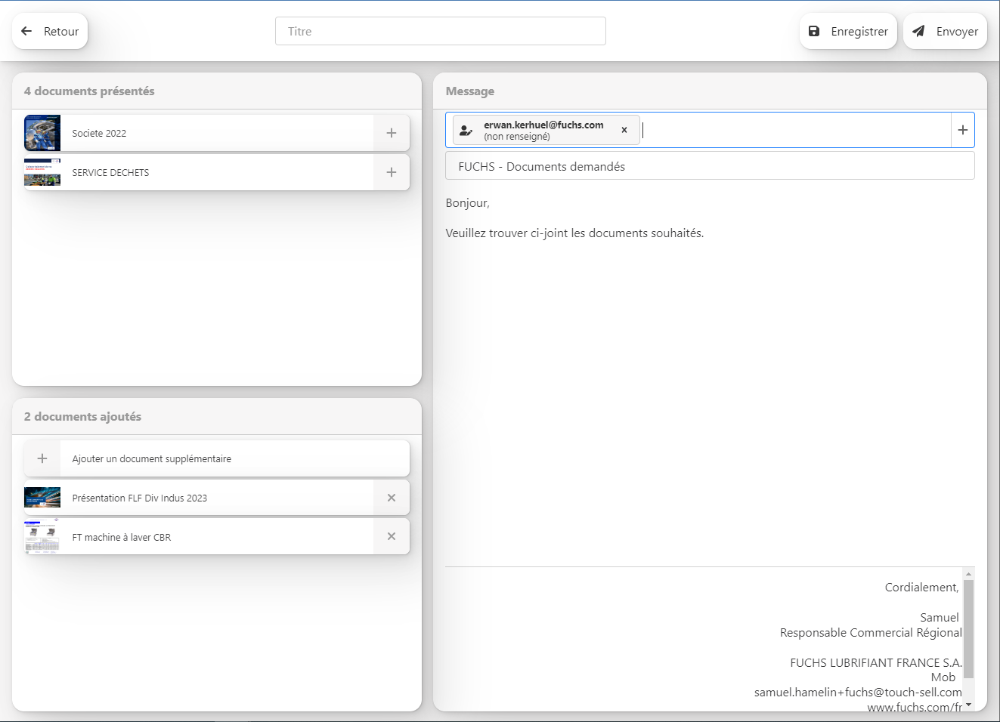 Retour
Titre
Enregistrer
Envoyer
4 documents présentés
Societe 2022
SERVICE DECHETS
2 documents ajoutés
Ajouter un document supplémentaire
Présentation FLF Div Indus 2023
FT machine à laver CBR
Message
erwan.kerhuel@fuchs.com
(non renseigné)
FUCHS - Documents demandés
Bonjour,
Veuillez trouver ci-joint les documents souhaités.
Cordialement,
Samuel
Responsable Commercial Régional
FUCHS LUBRIFIANT FRANCE S.A.
Mob
samuel.hamelin+fuchs@touch-sell.com
www.fuchs.com/fr